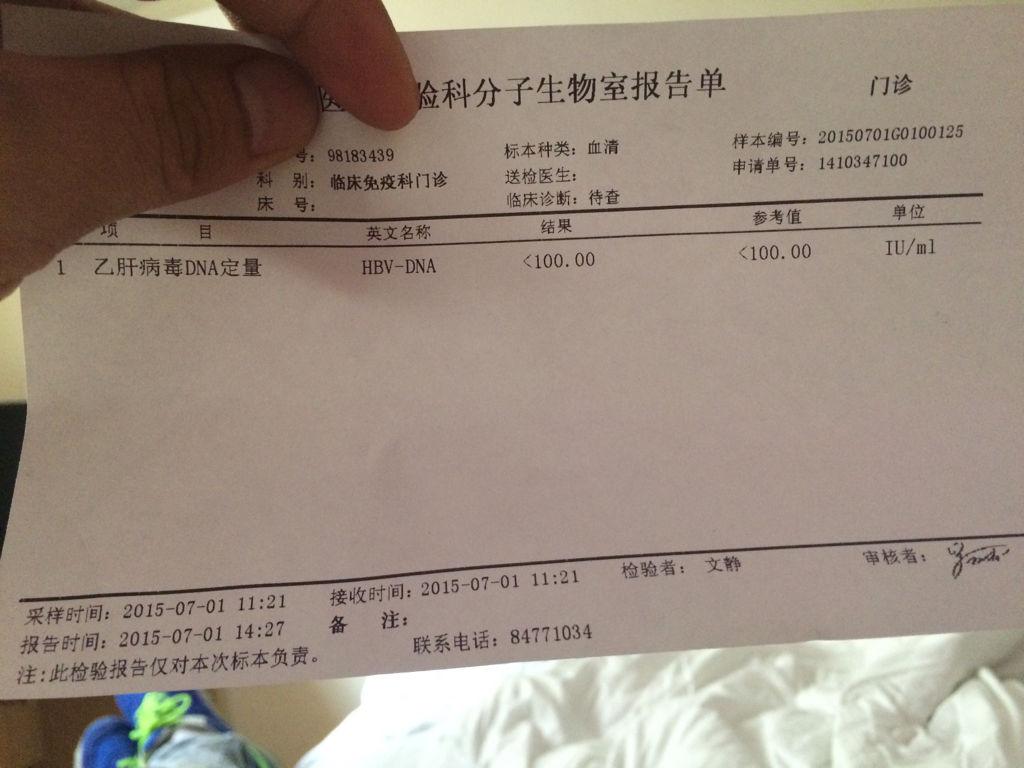 验科分子生物室报告单 门诊
号: 98183439 标本种类: 血清 样本编号: 20150701G0100125
科 别: 临床免疫科门诊 送检医生: 申请单号: 1410347100
床 号: 临床诊断: 待查
项 目 英文名称 结果 参考值 单位
1 乙肝病毒DNA定量 HBV-DNA <100.00 <100.00 IU/ml
采样时间: 2015-07-01 11:21 接收时间: 2015-07-01 11:21 检验者: 文静 审核者:
报告时间: 2015-07-01 14:27 备 注:
注:此检验报告仅对本次标本负责。 联系电话: 84771034